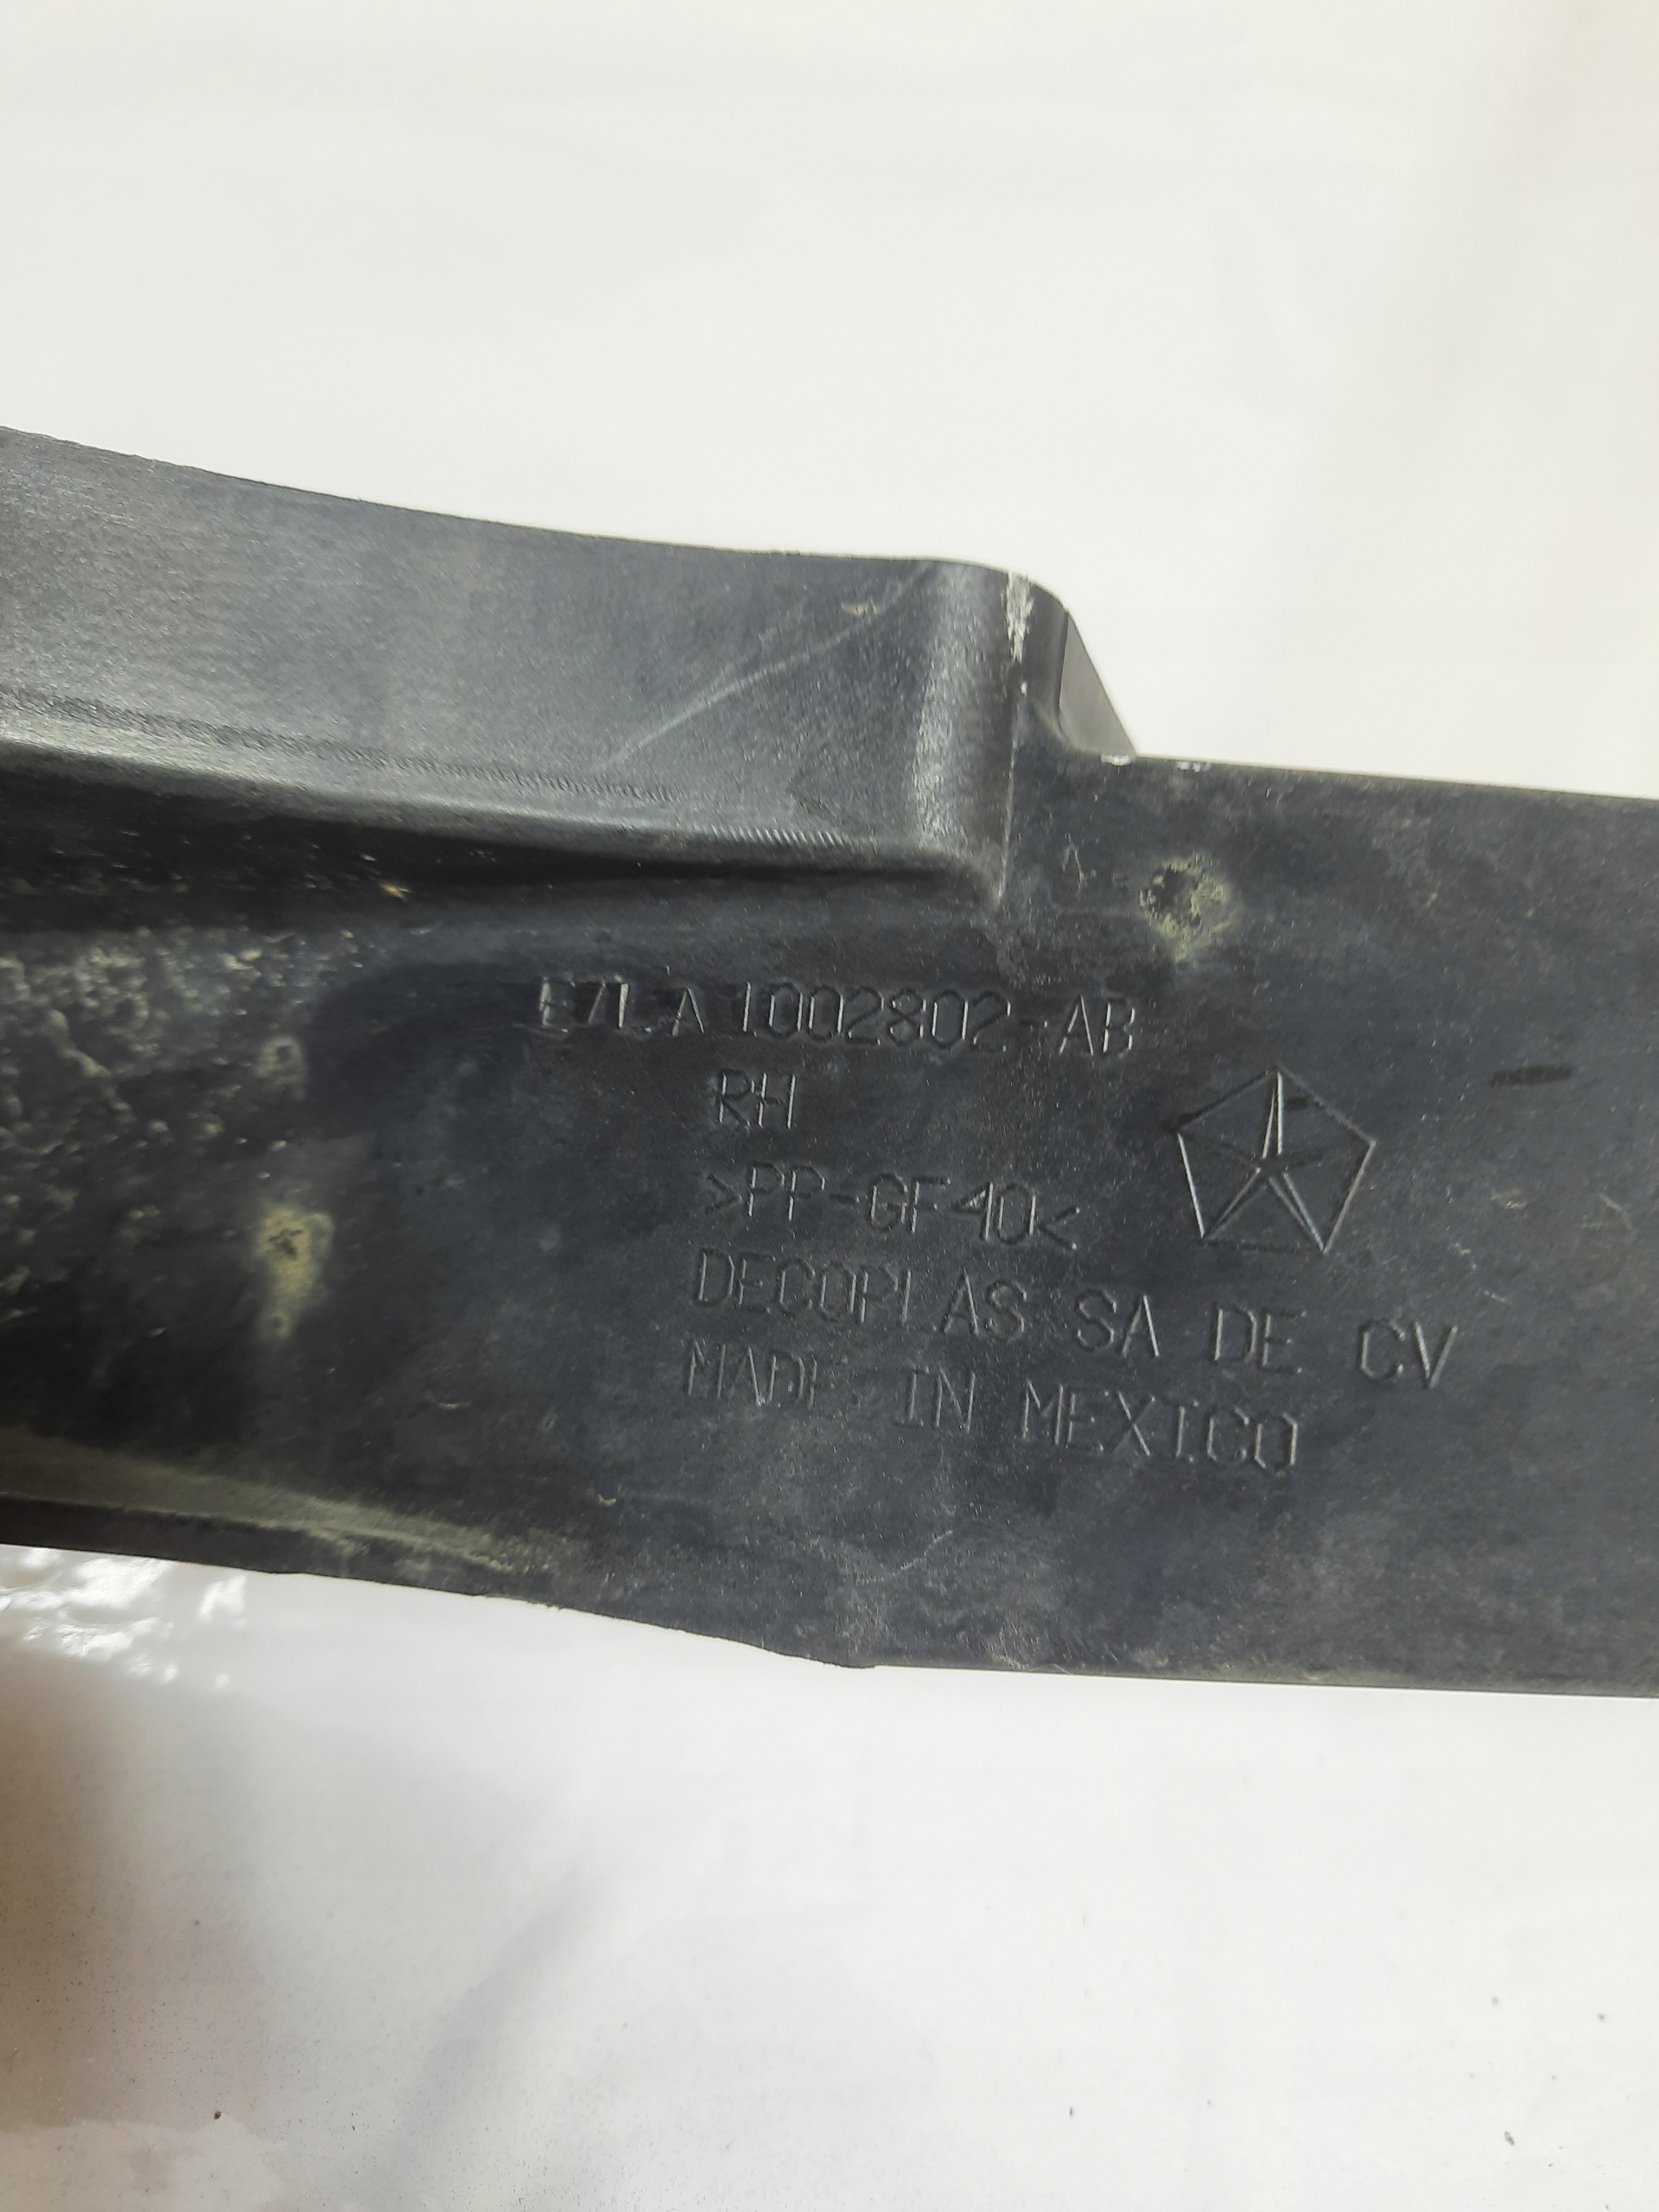 E7LA1002802-AB
RH
>PP-GF40<
DECOPLAS SA DE CV
MADE IN MEXICO